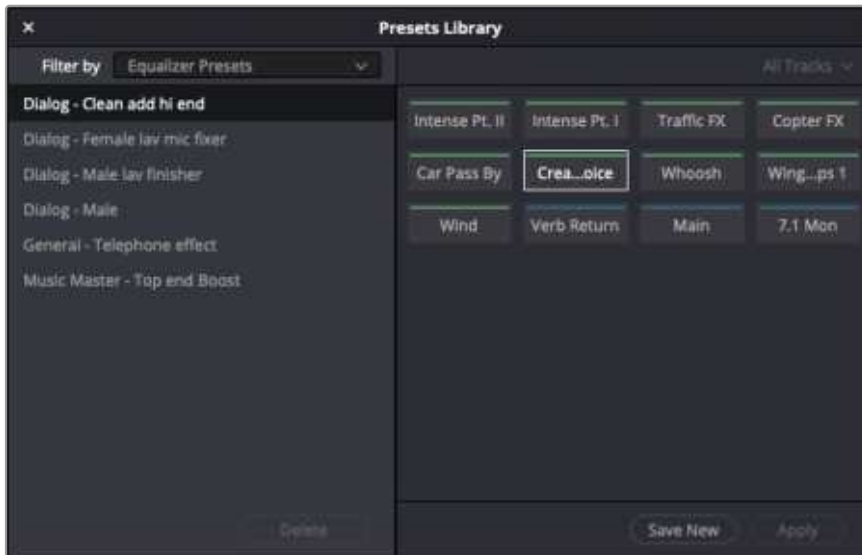 × Presets Library
Filter by Equalizer Presets
All Tracks
Dialog - Clean add hi end
Dialog - Female lav mic fixer
Dialog - Male lav finisher
Dialog - Male
General - Telephone effect
Music Master - Top end Boost
Intense Pt. II Intense Pt. I Traffic FX Copter FX
Car Pass By Crea...oice Whoosh Wing...ps 1
Wind Verb Return Main 7.1 Mon
Delete
Save New Apply